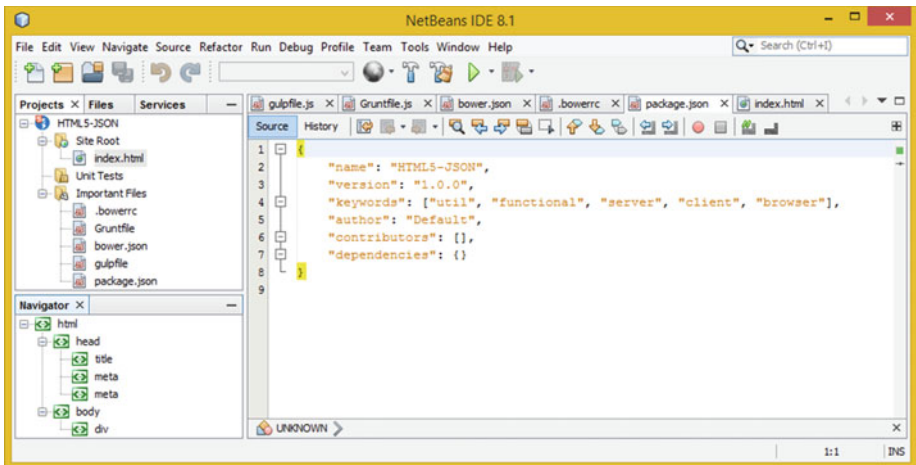 NetBeans IDE 8.1
File Edit View Navigate Source Refactor Run Debug Profile Team Tools Window Help
Search (Ctrl+I)
Projects Files Services
HTML5-JSON
Site Root
index.html
Unit Tests
Important Files
.bowerrc
Gruntfile
bower.json
gulpfile
package.json
Navigator
html
head
title
meta
meta
body
div
gulpfile.js Gruntfile.js bower.json .bowerrc package.json index.html
Source History
1 {
2 "name": "HTML5-JSON",
3 "version": "1.0.0",
4 "keywords": ["util", "functional", "server", "client", "browser"],
5 "author": "Default",
6 "contributors": [],
7 "dependencies": {}
8 }
9
UNKNOWN
1:1 INS